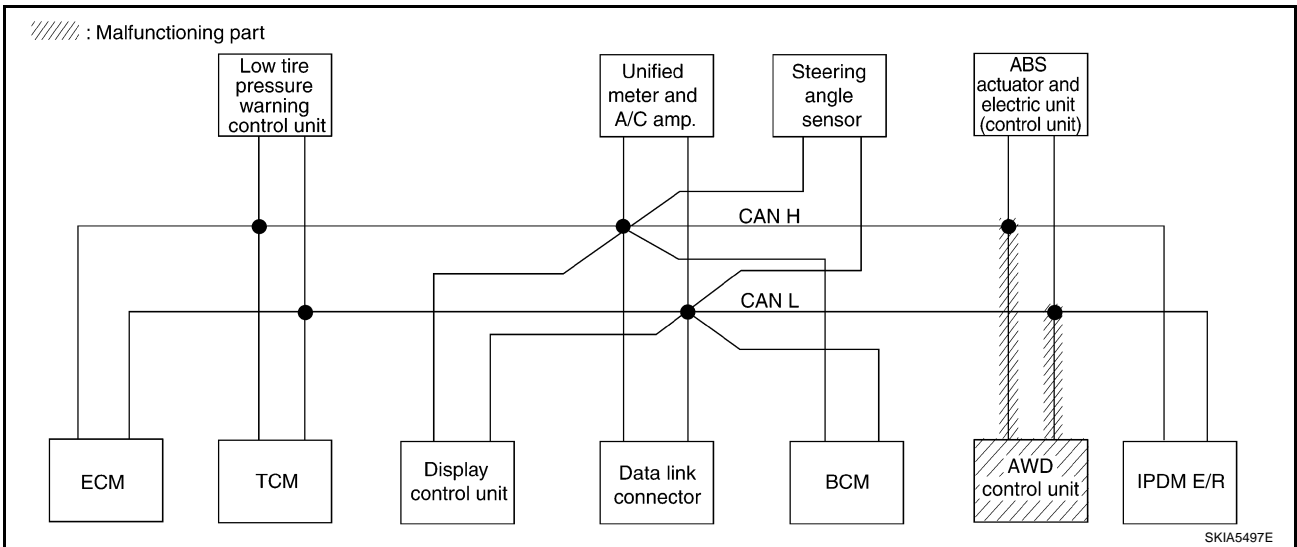 : Malfunctioning part
Low tire
pressure
warning
control unit
Unified
meter and
A/C amp.
Steering
angle
sensor
ABS
actuator and
electric unit
(control unit)
CAN H
CAN L
ECM
TCM
Display
control unit
Data link
connector
BCM
AWD
control unit
IPDM E/R
SKIA5497E